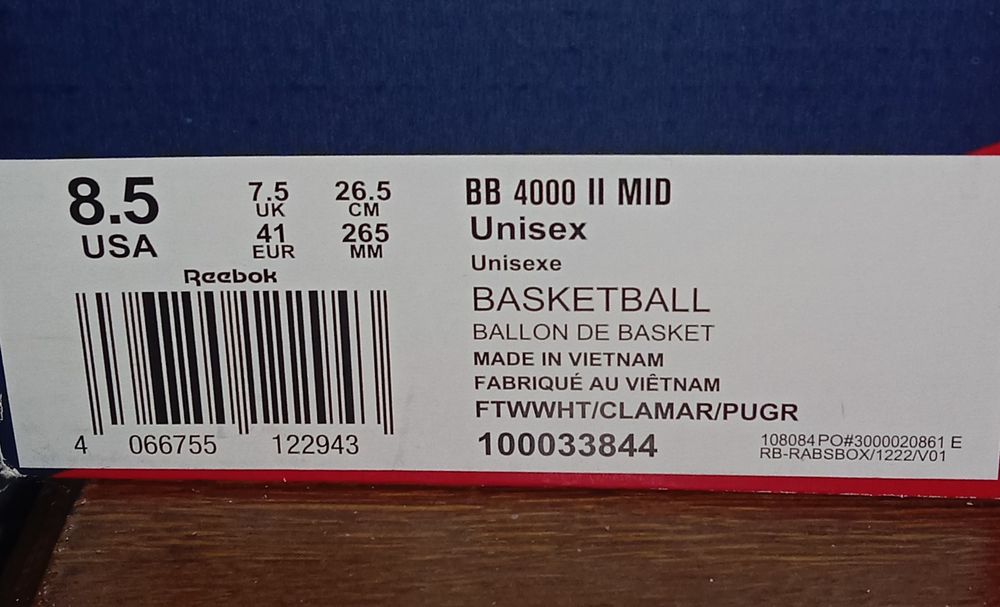 8.5
USA
7.5
UK
41
EUR
26.5
CM
265
MM
Reebok
4 066755 122943
BB 4000 II MID
Unisex
Unisexe
BASKETBALL
BALLON DE BASKET
MADE IN VIETNAM
FABRIQUÉ AU VIÊTNAM
FTWWHT/CLAMAR/PUGR
100033844
108084 PO#3000020861 E
RB-RABSBOX/1222/V01